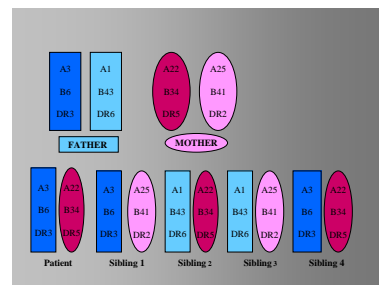 A3 A1 A22 A25
B6 B43 B34 B41
DR3 DR6 DR5 DR2
FATHER MOTHER
A3 A22 A3 A25 A1 A22 A1 A25 A3 A22
B6 B34 B6 B41 B43 B34 B43 B41 B6 B34
DR3 DR5 DR3 DR2 DR6 DR5 DR6 DR2 DR3 DR5
Patient Sibling 1 Sibling 2 Sibling 3 Sibling 4